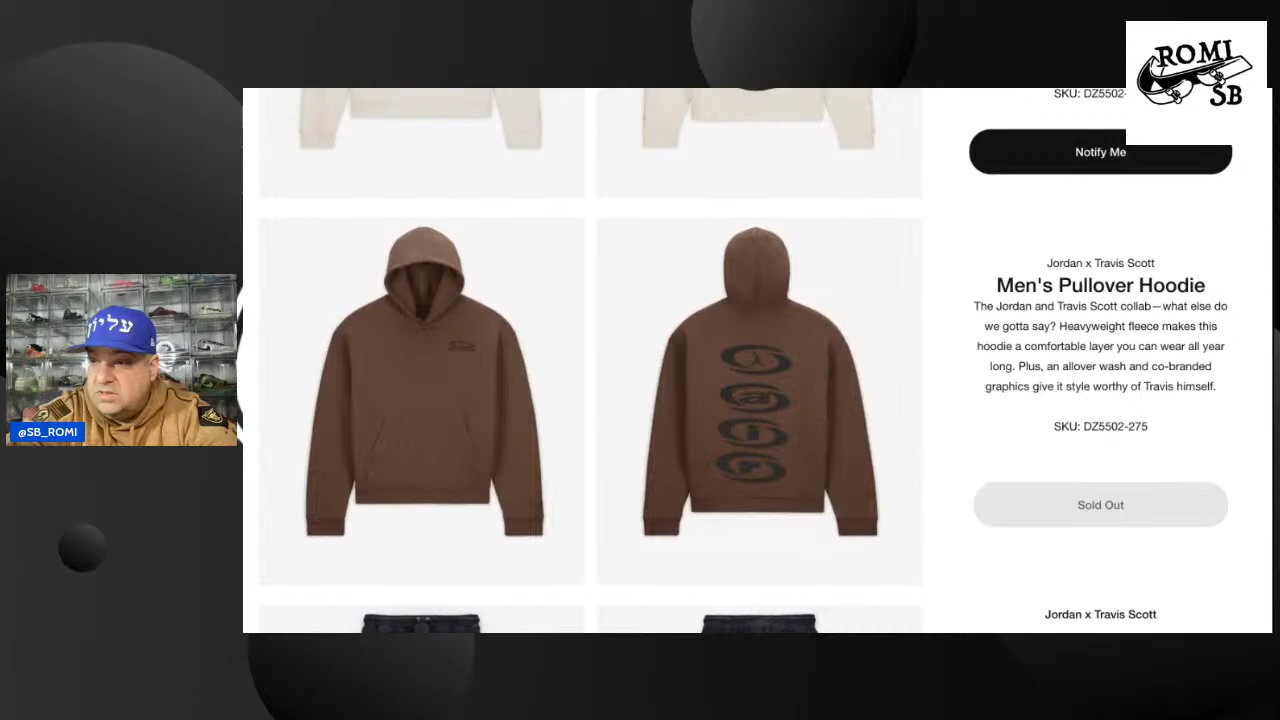 ROMI
SB
SKU: DZ5502-
Notify Me
Jordan x Travis Scott
Men's Pullover Hoodie
The Jordan and Travis Scott collab—what else do
we gotta say? Heavyweight fleece makes this
hoodie a comfortable layer you can wear all year
long. Plus, an allover wash and co-branded
graphics give it style worthy of Travis himself.
SKU: DZ5502-275
Sold Out
Jordan x Travis Scott
עליון
@SB_ROMI